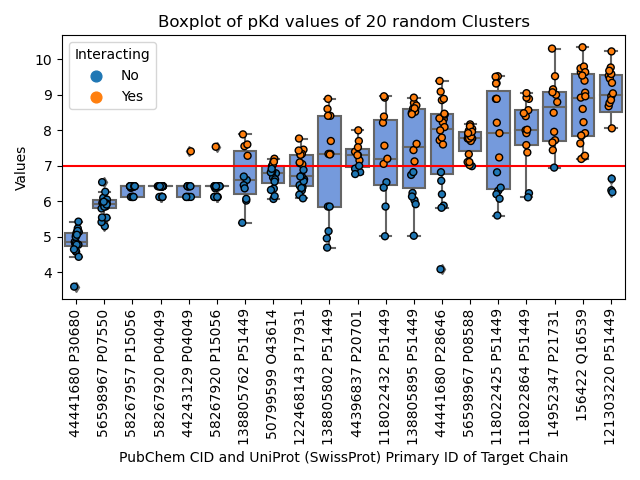 Boxplot of pKd values of 20 random Clusters
Interacting
No
Yes
Values
10
9
8
7
6
5
4
44441680 P30680
56598967 P07550
58267957 P15056
58267920 P04049
44243129 P04049
58267920 P15056
138805762 P51449
50799599 O43614
122468143 P17931
138805802 P51449
44396837 P20701
118022432 P51449
138805895 P51449
44441680 P28646
56598967 P08588
118022425 P51449
118022864 P51449
14952347 P21731
156422 Q16539
121303220 P51449
PubChem CID and UniProt (SwissProt) Primary ID of Target Chain